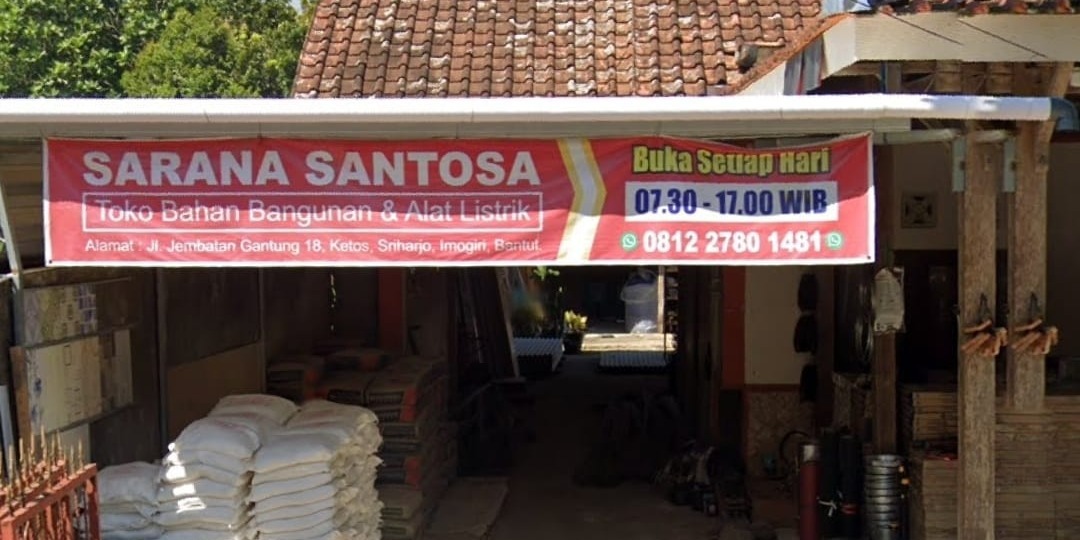 SARANA SANTOSA
Toko Bahan Bangunan & Alat Listrik
Alamat : Jl. Jembatan Gantung 18, Ketos, Sriharjo, Imogiri, Bantul.
Buka Setiap Hari
07.30 - 17.00 WIB
0812 2780 1481